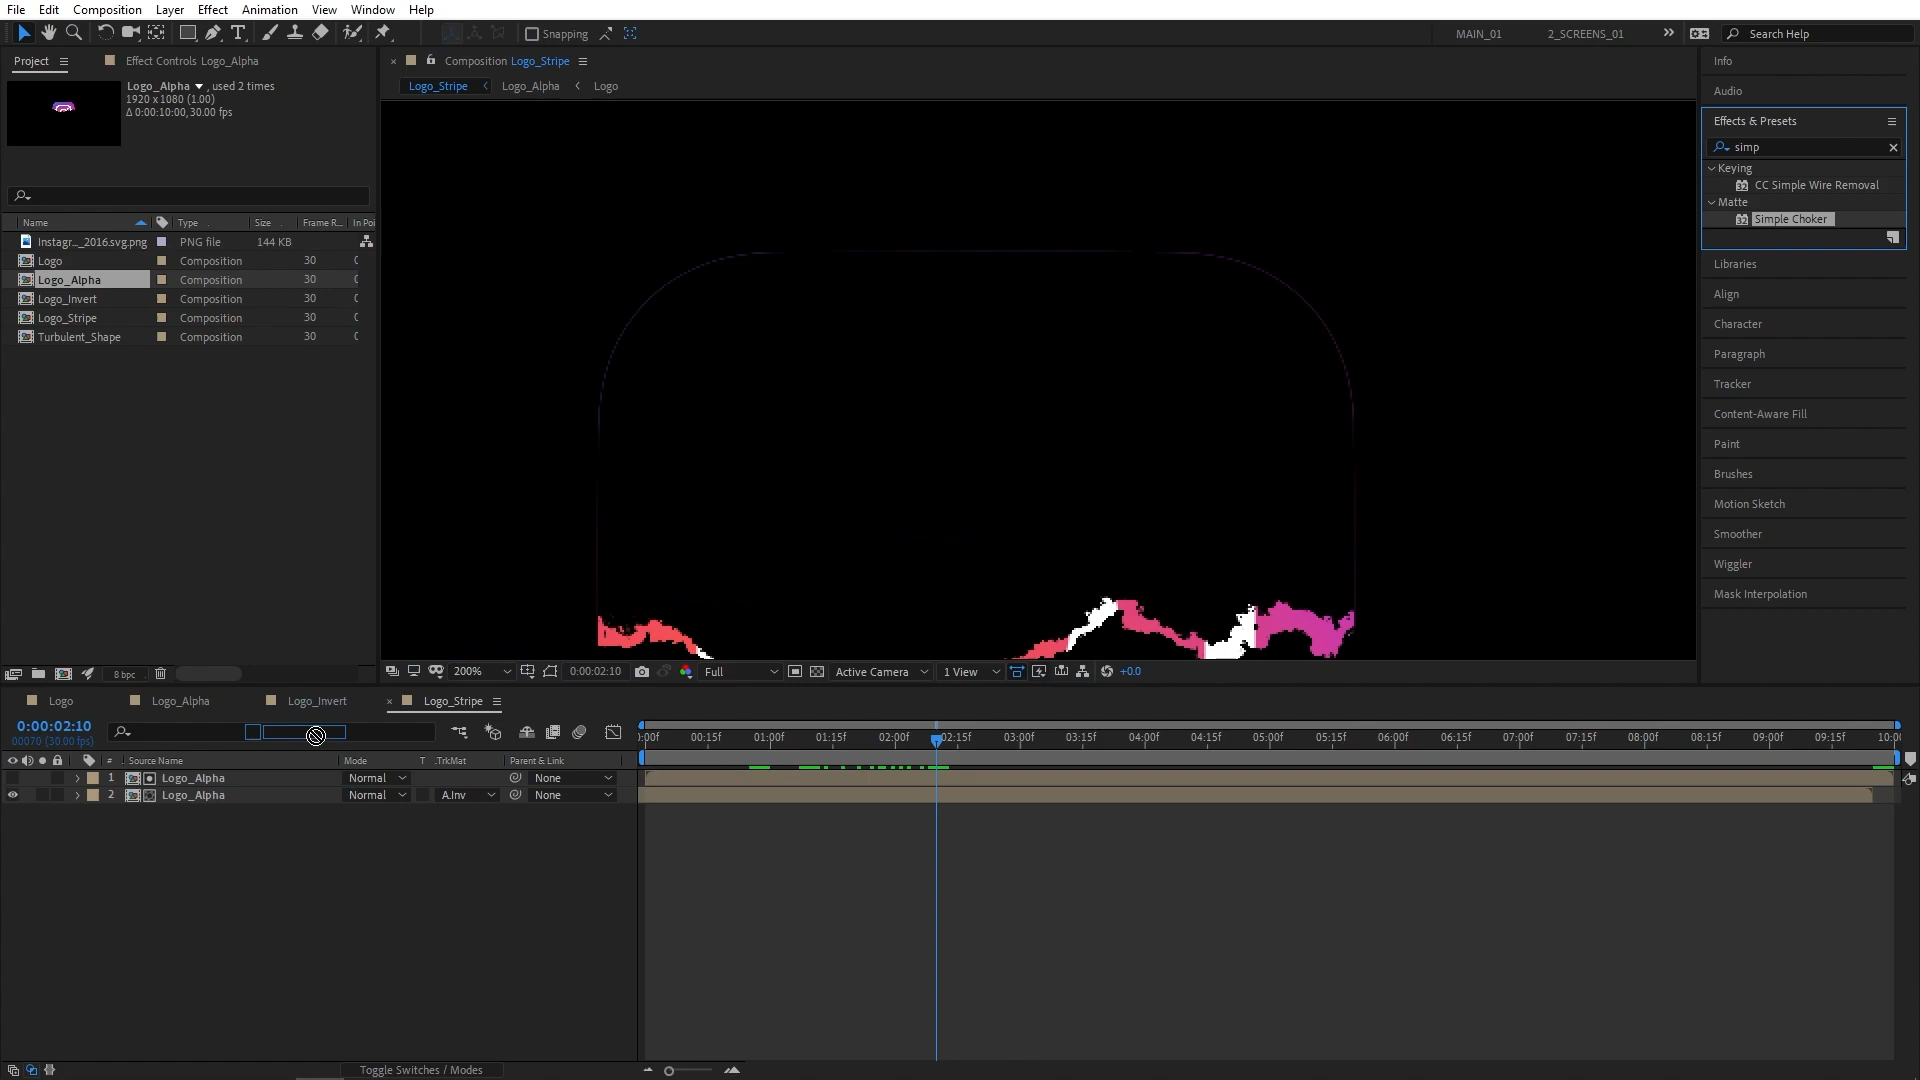 File Edit Composition Layer Effect Animation View Window Help
Snapping MAIN_01 2_SCREENS_01 Search Help
Project Effect Controls Logo_Alpha
Logo_Alpha , used 2 times
1920 x 1080 (1.00)
Δ 0:00:10:00, 30.00 fps
Name Type Size Frame R... In Poi
Instagr..._2016.svg.png PNG file 144 KB
Logo Composition 30 0
Logo_Alpha Composition 30 0
Logo_Invert Composition 30 0
Logo_Stripe Composition 30 0
Turbulent_Shape Composition 30 0
8 bpc
Composition Logo_Stripe
Logo_Stripe Logo_Alpha Logo
200% 0:00:02:10 Full Active Camera 1 View +0.0
Info
Audio
Effects & Presets
simp
Keying
CC Simple Wire Removal
Matte
Simple Choker
Libraries
Align
Character
Paragraph
Tracker
Content-Aware Fill
Paint
Brushes
Motion Sketch
Smoother
Wiggler
Mask Interpolation
Logo Logo_Alpha Logo_Invert Logo_Stripe
0:00:02:10
00070 (30.00 fps)
:00f 00:15f 01:00f 01:15f 02:00f 02:15f 03:00f 03:15f 04:00f 04:15f 05:00f 05:15f 06:00f 06:15f 07:00f 07:15f 08:00f 08:15f 09:00f 09:15f 10:00
# Source Name Mode T .TrkMat Parent & Link
1 Logo_Alpha Normal None
2 Logo_Alpha Normal A.Inv None
Toggle Switches / Modes